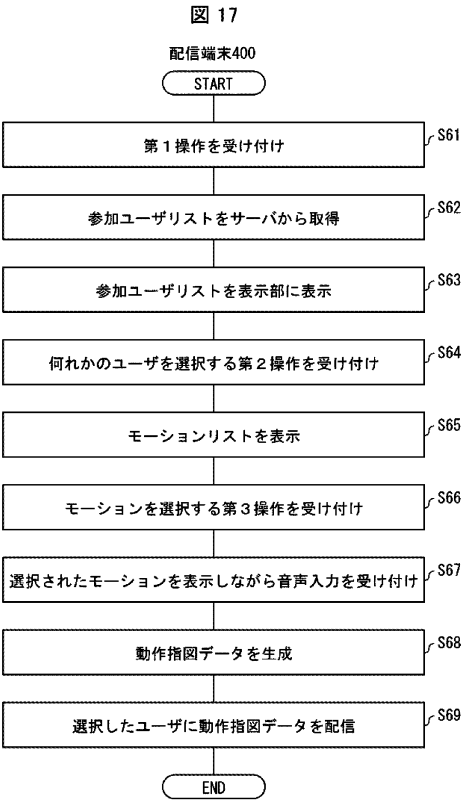 図 17
配信端末400
START
第1操作を受け付け
S61
参加ユーザリストをサーバから取得
S62
参加ユーザリストを表示部に表示
S63
何れかのユーザを選択する第2操作を受け付け
S64
モーションリストを表示
S65
モーションを選択する第3操作を受け付け
S66
選択されたモーションを表示しながら音声入力を受け付け
S67
動作指図データを生成
S68
選択したユーザに動作指図データを配信
S69
END